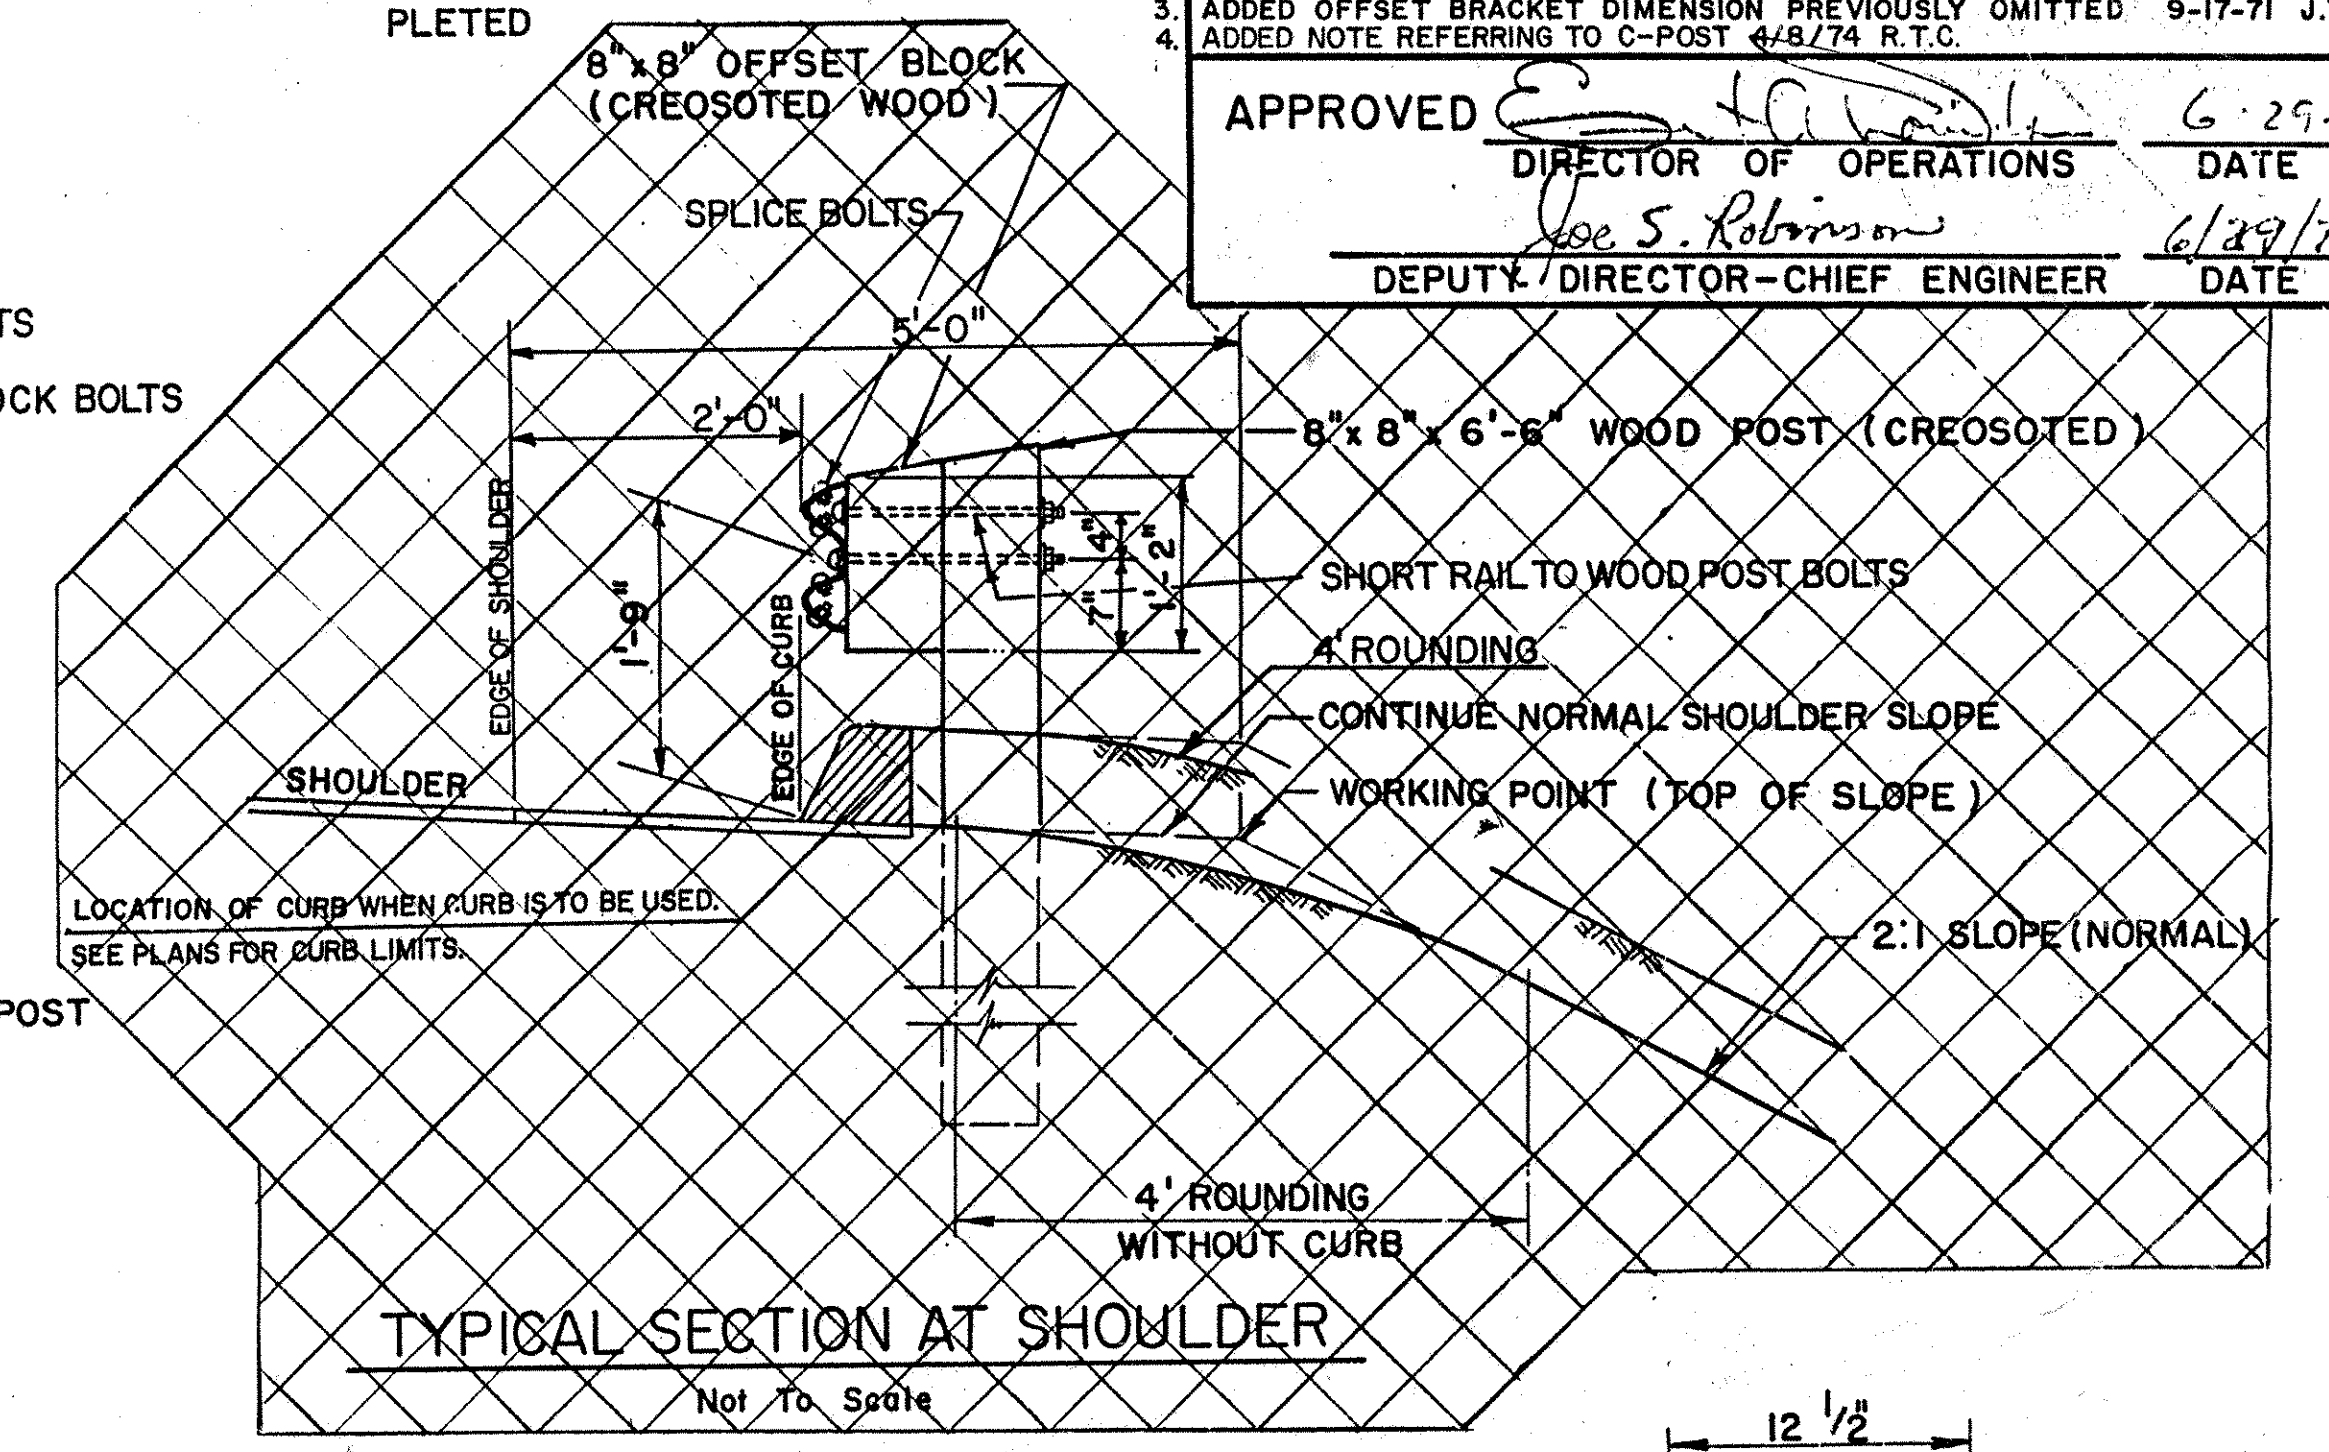 PLETED
3. ADDED OFFSET BRACKET DIMENSION PREVIOUSLY OMITTED 9-17-71 J.
4. ADDED NOTE REFERRING TO C-POST 4/8/74 R.T.C.
8"x8" OFFSET BLOCK
(CREOSOTED WOOD)
APPROVED
6·29.
DIRECTOR OF OPERATIONS DATE
SPLICE BOLTS
Joe S. Robinson 6/29/7
DEPUTY DIRECTOR-CHIEF ENGINEER DATE
TS
5'-0"
OCK BOLTS
2'-0"
8"x 8"x 6'-6" WOOD POST (CREOSOTED)
EDGE OF SHOULDER
1'-9"
EDGE OF CURB
4"
7"
1'-2"
SHORT RAIL TO WOOD POST BOLTS
4' ROUNDING
CONTINUE NORMAL SHOULDER SLOPE
SHOULDER
WORKING POINT (TOP OF SLOPE)
LOCATION OF CURB WHEN CURB IS TO BE USED.
SEE PLANS FOR CURB LIMITS.
2:1 SLOPE (NORMAL)
POST
4' ROUNDING
WITHOUT CURB
TYPICAL SECTION AT SHOULDER
Not To Scale
12 1/2"